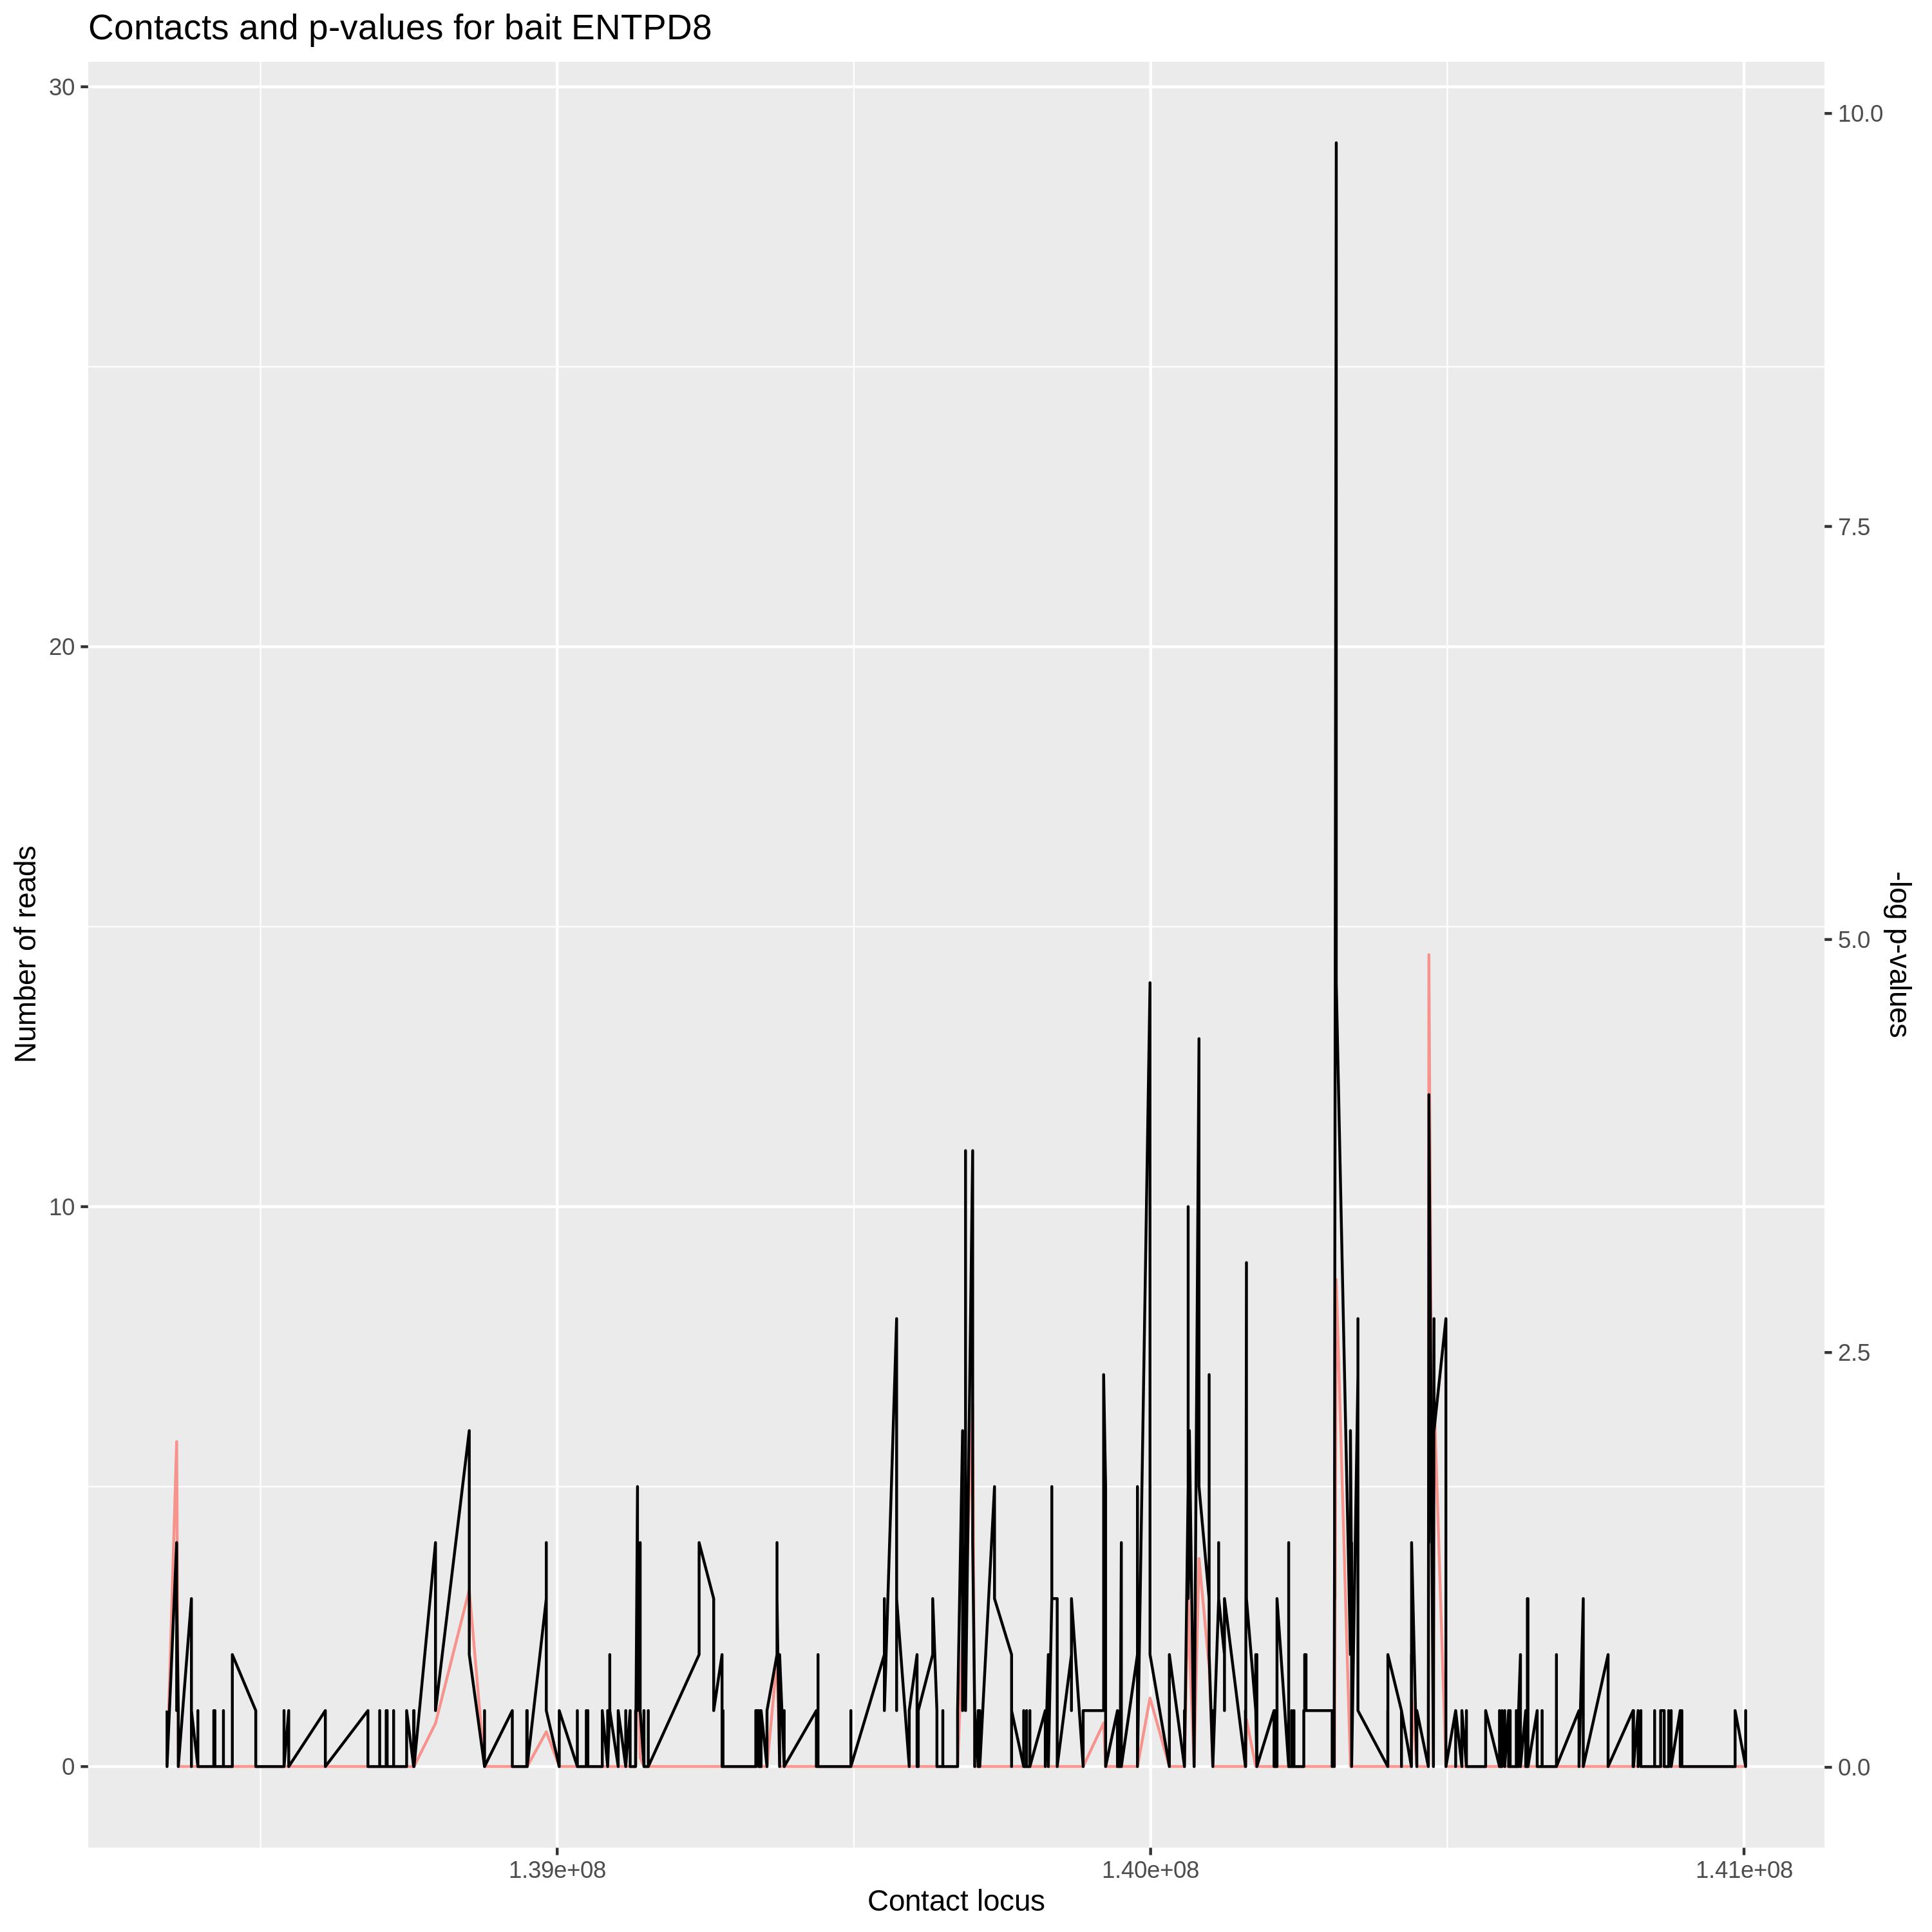 Contacts and p-values for bait ENTPD8
30
20
10
0
Number of reads
10.0
7.5
5.0
2.5
0.0
-log p-values
1.39e+08
1.40e+08
1.41e+08
Contact locus